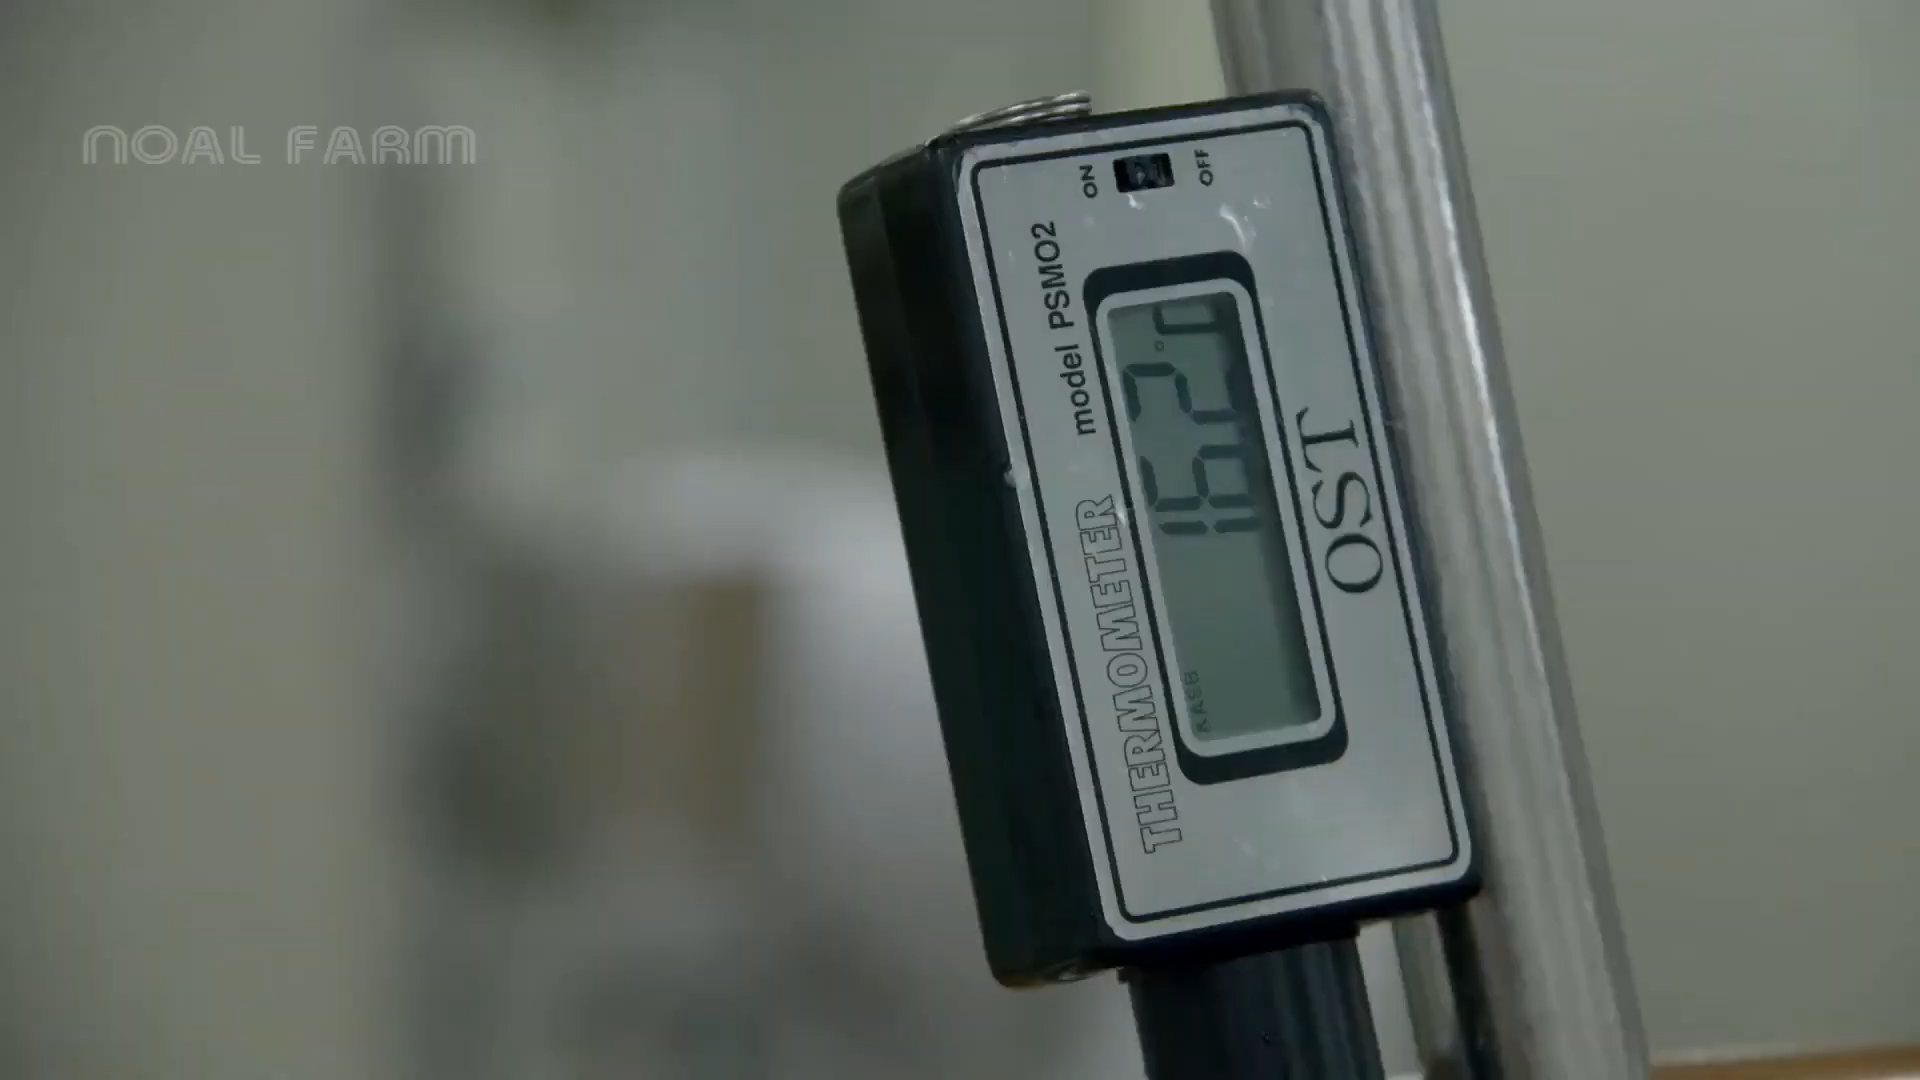 NOAL FARM
ON OFF
THERMOMETER model PSMO2
16.2°C
OST